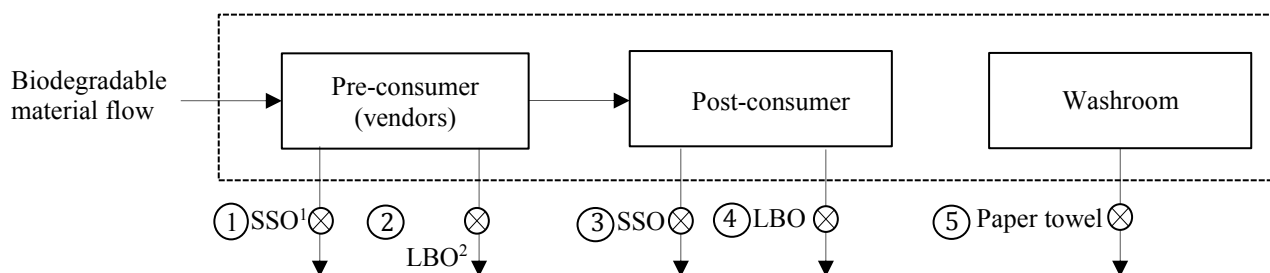 Biodegradable
material flow
Pre-consumer
(vendors)
Post-consumer
Washroom
① SSO¹
②
LBO²
③ SSO
④ LBO
⑤ Paper towel